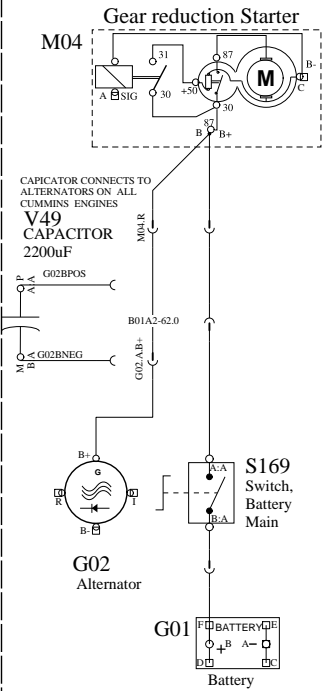 Gear reduction Starter
M04
31
87
B-
M
C
A
SIG
30
+50
30
87
B
B+
CAPICATOR CONNECTS TO
ALTERNATORS ON ALL
CUMMINS ENGINES
V49
CAPACITOR
2200uF
M04.R
P
A:A
G02BPOS
B01A2-62.0
G02.A.B+
M
B:A
G02BNEG
B+
G
R
I
B-
A:A
S169
Switch,
Battery
Main
B:A
G02
Alternator
G01
F
BATTERY
E
+
B
A
-
D
C
Battery